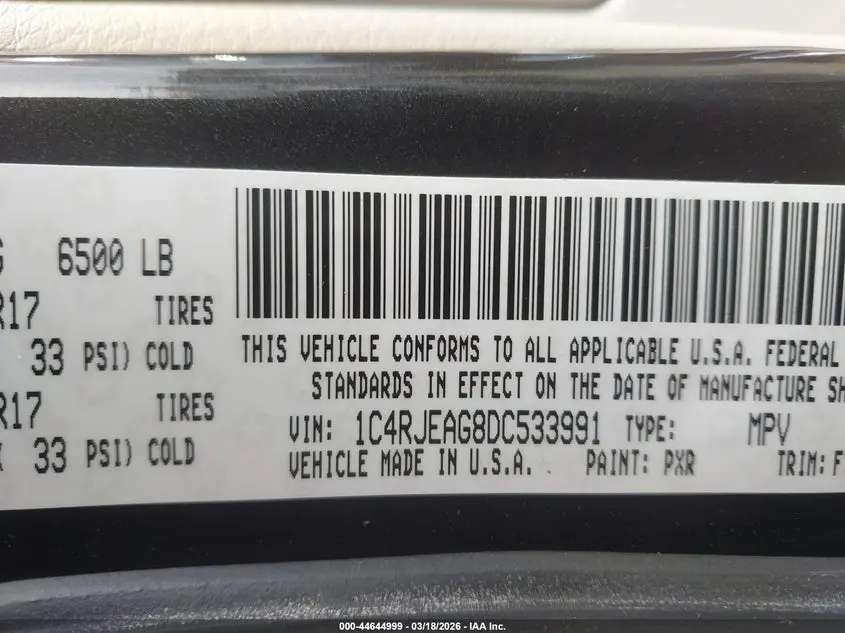 G 6500 LB
R17 TIRES
33 PSI) COLD
R17 TIRES
33 PSI) COLD
THIS VEHICLE CONFORMS TO ALL APPLICABLE U.S.A. FEDERAL
STANDARDS IN EFFECT ON THE DATE OF MANUFACTURE SH
VIN: 1C4RJEAG8DC533991 TYPE: MPV
VEHICLE MADE IN U.S.A. PAINT: PXR TRIM: F
000-44644999 — 03/18/2026 — IAA Inc.